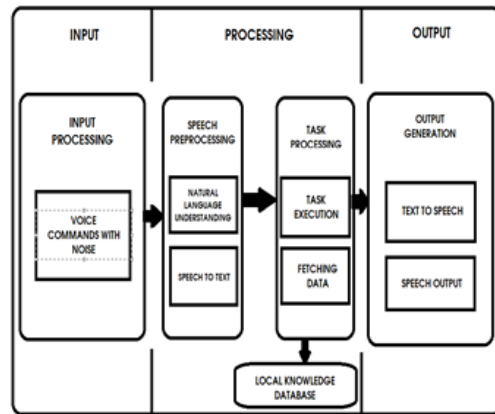 INPUT
PROCESSING
OUTPUT
INPUT
PROCESSING
VOICE
COMMANDS WITH
NOISE
SPEECH
PREPROCESSING
NATURAL
LANGUAGE
UNDERSTANDING
SPEECH TO TEXT
TASK
PROCESSING
TASK
EXECUTION
FETCHING
DATA
LOCAL KNOWLEDGE
DATABASE
OUTPUT
GENERATION
TEXT TO SPEECH
SPEECH OUTPUT